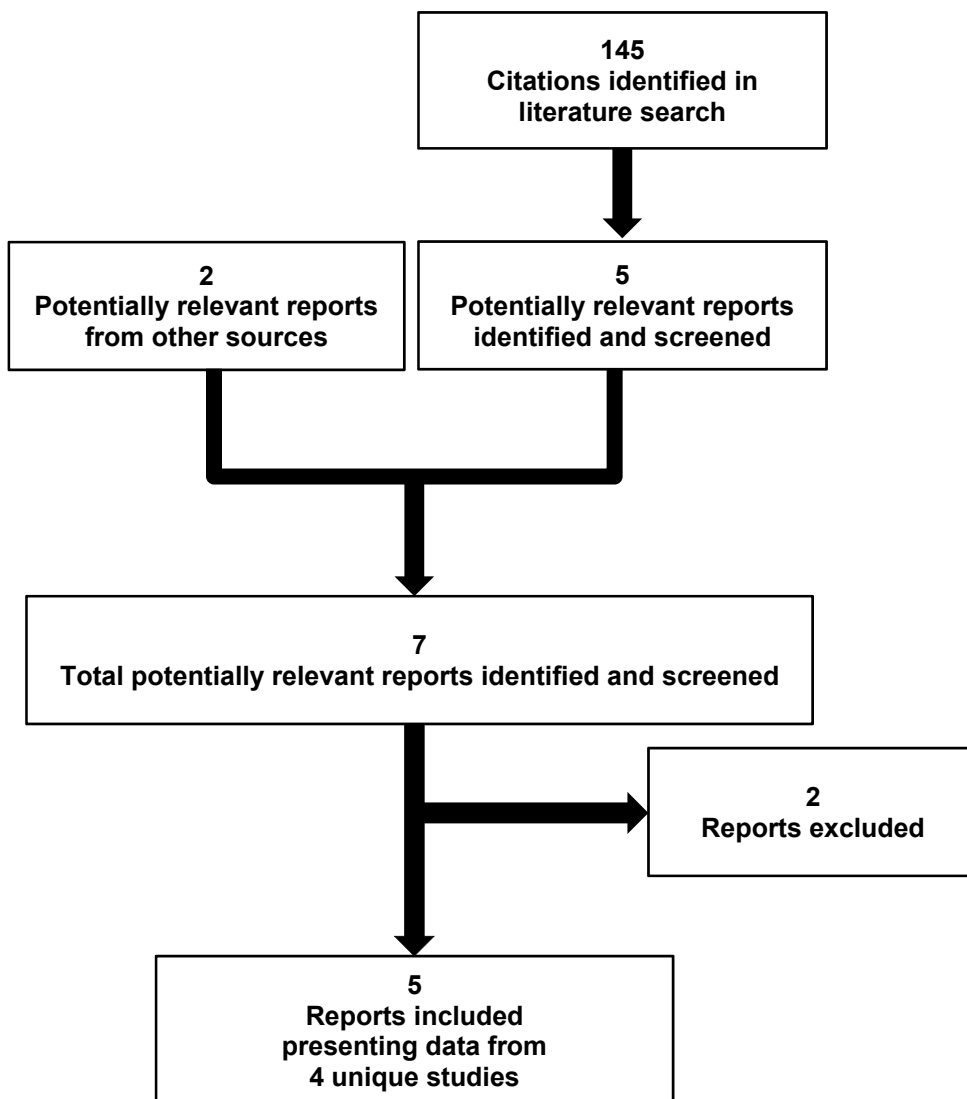 145
Citations identified in
literature search
2
Potentially relevant reports
from other sources
5
Potentially relevant reports
identified and screened
7
Total potentially relevant reports identified and screened
2
Reports excluded
5
Reports included
presenting data from
4 unique studies